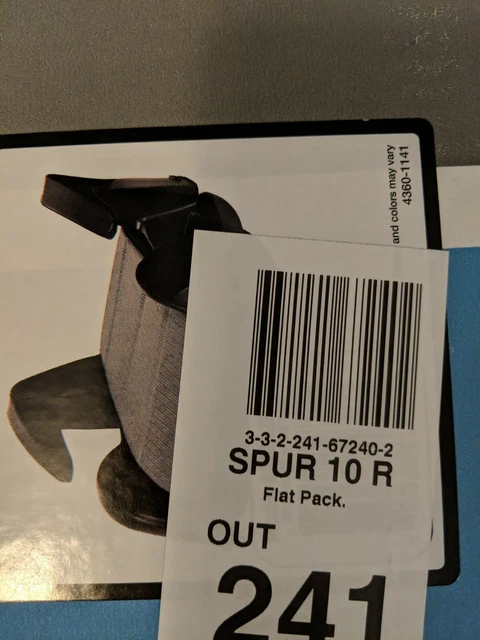 and colors may vary
4360-1141
3-3-2-241-67240-2
SPUR 10 R
Flat Pack.
OUT
241